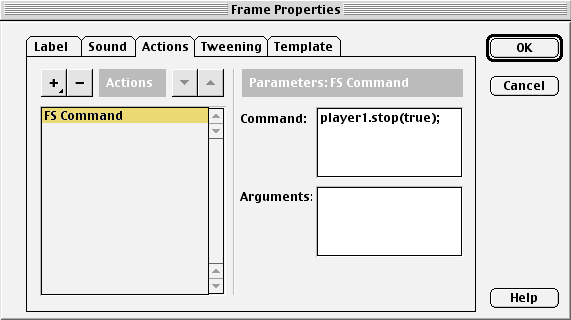 Frame Properties
Label Sound Actions Tweening Template
OK
+ − Actions
Parameters: FS Command
Cancel
FS Command
Command: player1.stop(true);
Arguments:
Help